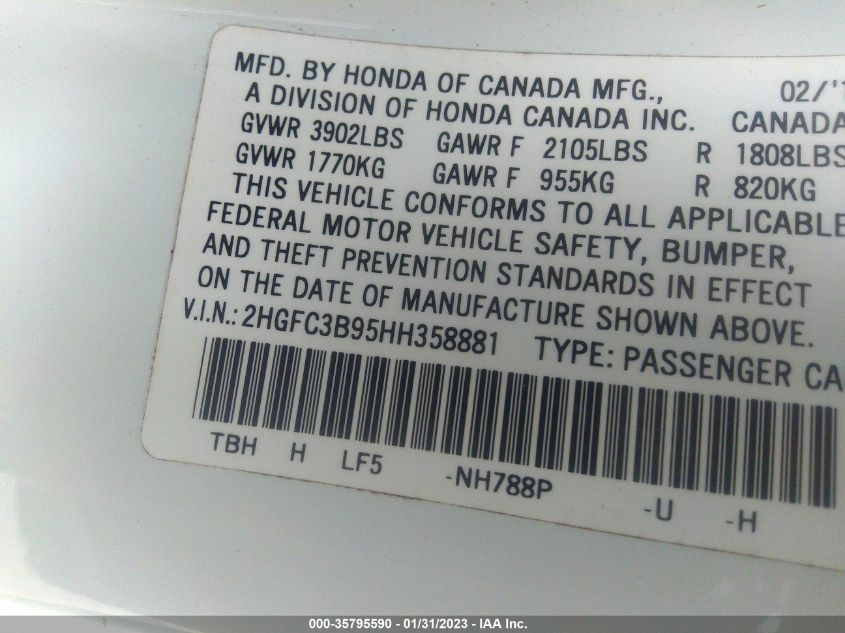 MFD. BY HONDA OF CANADA MFG., 02/'1
A DIVISION OF HONDA CANADA INC. CANADA
GVWR 3902LBS GAWR F 2105LBS R 1808LBS
GVWR 1770KG GAWR F 955KG R 820KG
THIS VEHICLE CONFORMS TO ALL APPLICABLE
FEDERAL MOTOR VEHICLE SAFETY, BUMPER,
AND THEFT PREVENTION STANDARDS IN EFFECT
ON THE DATE OF MANUFACTURE SHOWN ABOVE.
V.I.N.: 2HGFC3B95HH358881 TYPE: PASSENGER CA
TBH H LF5 -NH788P -U -H
000-35795590 - 01/31/2023 - IAA Inc.